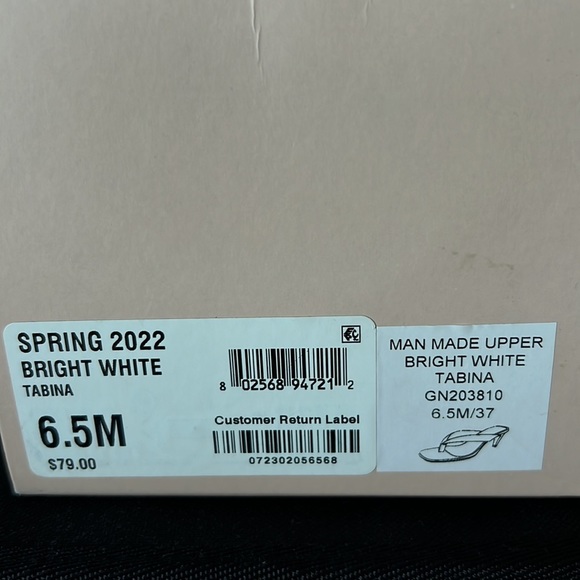 SPRING 2022
BRIGHT WHITE
TABINA
6.5M
$79.00
8 02568 94721 2
Customer Return Label
072302056568
MAN MADE UPPER
BRIGHT WHITE
TABINA
GN203810
6.5M/37